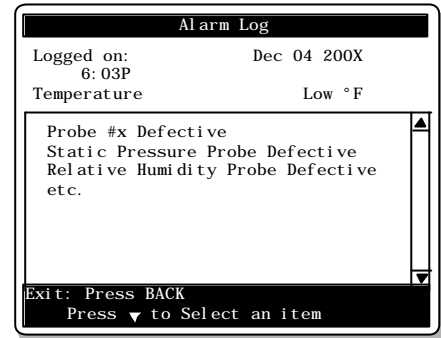 Alarm Log
Logged on: Dec 04 200X
6:03P
Temperature Low °F
Probe #x Defective
Static Pressure Probe Defective
Relative Humidity Probe Defective
etc.
Exit: Press BACK
Press ▼ to Select an item